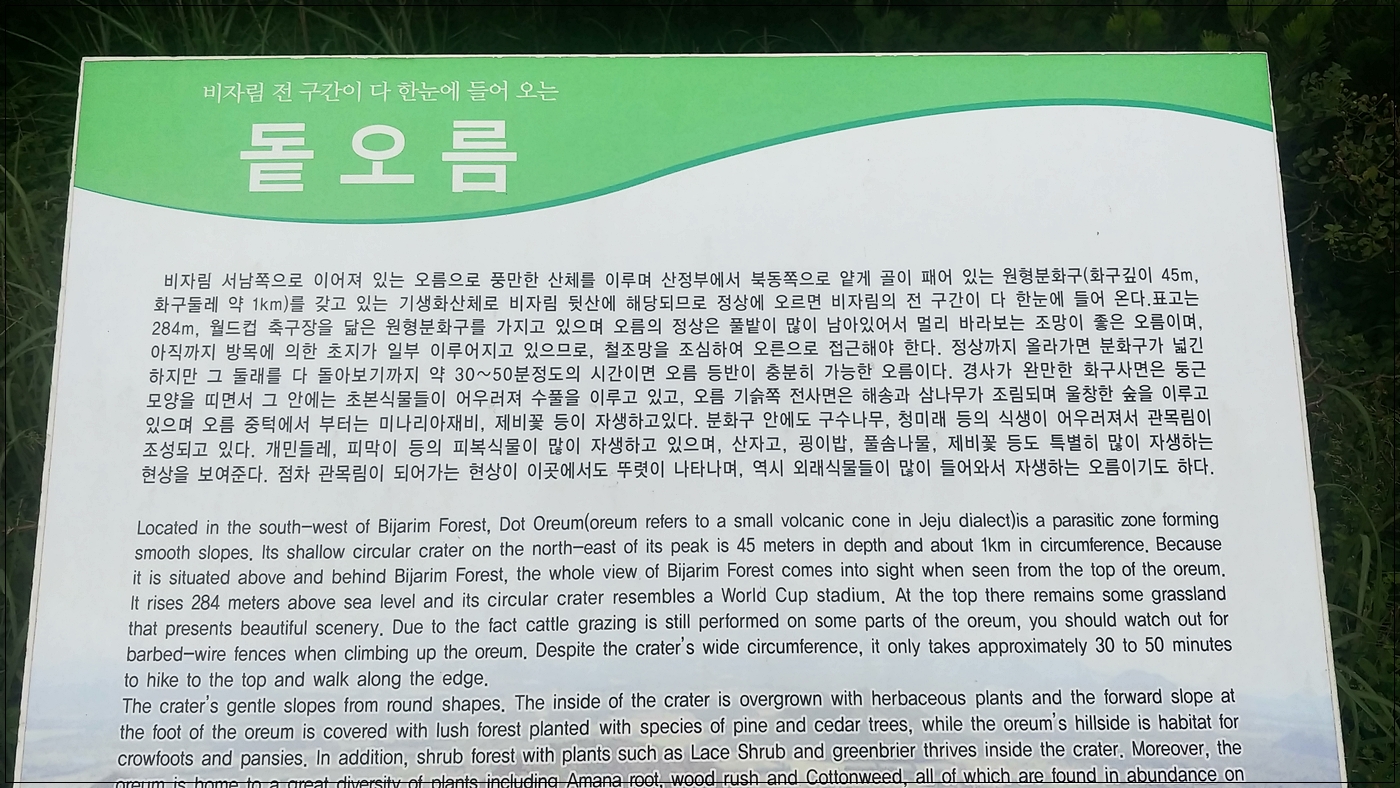 비자림 전 구간이 다 한눈에 들어 오는
돝오름
비자림 서남쪽으로 이어져 있는 오름으로 풍만한 산체를 이루며 산정부에서 북동쪽으로 얕게 골이 패어 있는 원형분화구(화구깊이 45m,
화구둘레 약 1km)를 갖고 있는 기생화산체로 비자림 뒷산에 해당되므로 정상에 오르면 비자림의 전 구간이 다 한눈에 들어 온다.표고는
284m, 월드컵 축구장을 닮은 원형분화구를 가지고 있으며 오름의 정상은 풀밭이 많이 남아있어서 멀리 바라보는 조망이 좋은 오름이며,
아직까지 방목에 의한 초지가 일부 이루어지고 있으므로, 철조망을 조심하여 오른으로 접근해야 한다. 정상까지 올라가면 분화구가 넓긴
하지만 그 둘래를 다 돌아보기까지 약 30~50분정도의 시간이면 오름 등반이 충분히 가능한 오름이다. 경사가 완만한 화구사면은 둥근
모양을 띠면서 그 안에는 초본식물들이 어우러져 수풀을 이루고 있고, 오름 기슭쪽 전사면은 해송과 삼나무가 조림되며 울창한 숲을 이루고
있으며 오름 중턱에서 부터는 미나리아재비, 제비꽃 등이 자생하고있다. 분화구 안에도 구수나무, 청미래 등의 식생이 어우러져서 관목림이
조성되고 있다. 개민들레, 피막이 등의 피복식물이 많이 자생하고 있으며, 산자고, 굉이밥, 풀솜나물, 제비꽃 등도 특별히 많이 자생하는
현상을 보여준다. 점차 관목림이 되어가는 현상이 이곳에서도 뚜렷이 나타나며, 역시 외래식물들이 많이 들어와서 자생하는 오름이기도 하다.
Located in the south-west of Bijarim Forest, Dot Oreum(oreum refers to a small volcanic cone in Jeju dialect)is a parasitic zone forming
smooth slopes. Its shallow circular crater on the north-east of its peak is 45 meters in depth and about 1km in circumference. Because
it is situated above and behind Bijarim Forest, the whole view of Bijarim Forest comes into sight when seen from the top of the oreum.
It rises 284 meters above sea level and its circular crater resembles a World Cup stadium. At the top there remains some grassland
that presents beautiful scenery. Due to the fact cattle grazing is still performed on some parts of the oreum, you should watch out for
barbed-wire fences when climbing up the oreum. Despite the crater's wide circumference, it only takes approximately 30 to 50 minutes
to hike to the top and walk along the edge.
The crater's gentle slopes from round shapes. The inside of the crater is overgrown with herbaceous plants and the forward slope at
the foot of the oreum is covered with lush forest planted with species of pine and cedar trees, while the oreum's hillside is habitat for
crowfoots and pansies. In addition, shrub forest with plants such as Lace Shrub and greenbrier thrives inside the crater. Moreover, the
oreum is home to a great diversity of plants including Amana root, wood rush and Cottonweed, all of which are found in abundance on